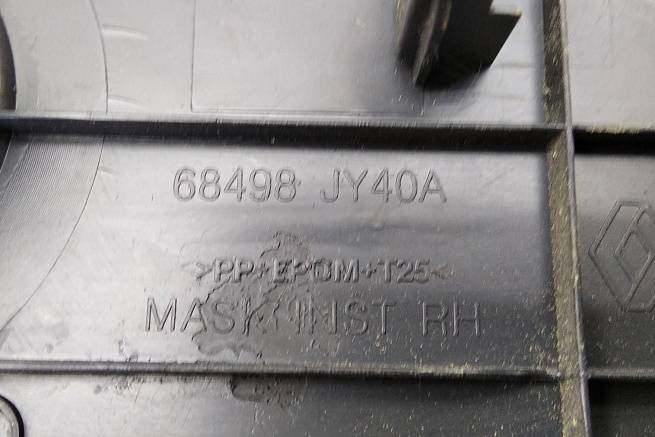 68498 JY40A
>PP+EPDM+T25<
MASK INST RH